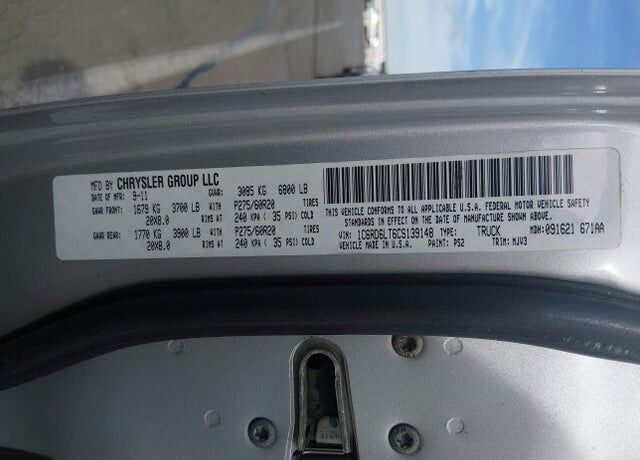 MFD BY CHRYSLER GROUP LLC
DATE OF MFR: 9-11 GVWR: 3085 KG 6800 LB
GAWR FRONT: 1679 KG 3700 LB WITH P275/60R20 TIRES
20X8.0 RIMS AT 240 KPA ( 35 PSI) COLD
GAWR REAR: 1770 KG 3900 LB WITH P275/60R20 TIRES
20X8.0 RIMS AT 240 KPA ( 35 PSI) COLD
THIS VEHICLE CONFORMS TO ALL APPLICABLE U.S.A. FEDERAL MOTOR VEHICLE SAFETY
STANDARDS IN EFFECT ON THE DATE OF MANUFACTURE SHOWN ABOVE.
VIN: 1C6RD6LT6CS139148 TYPE: TRUCK MDH: 091621 671AA
VEHICLE MADE IN U.S.A. PAINT: PS2 TRIM: MJV3